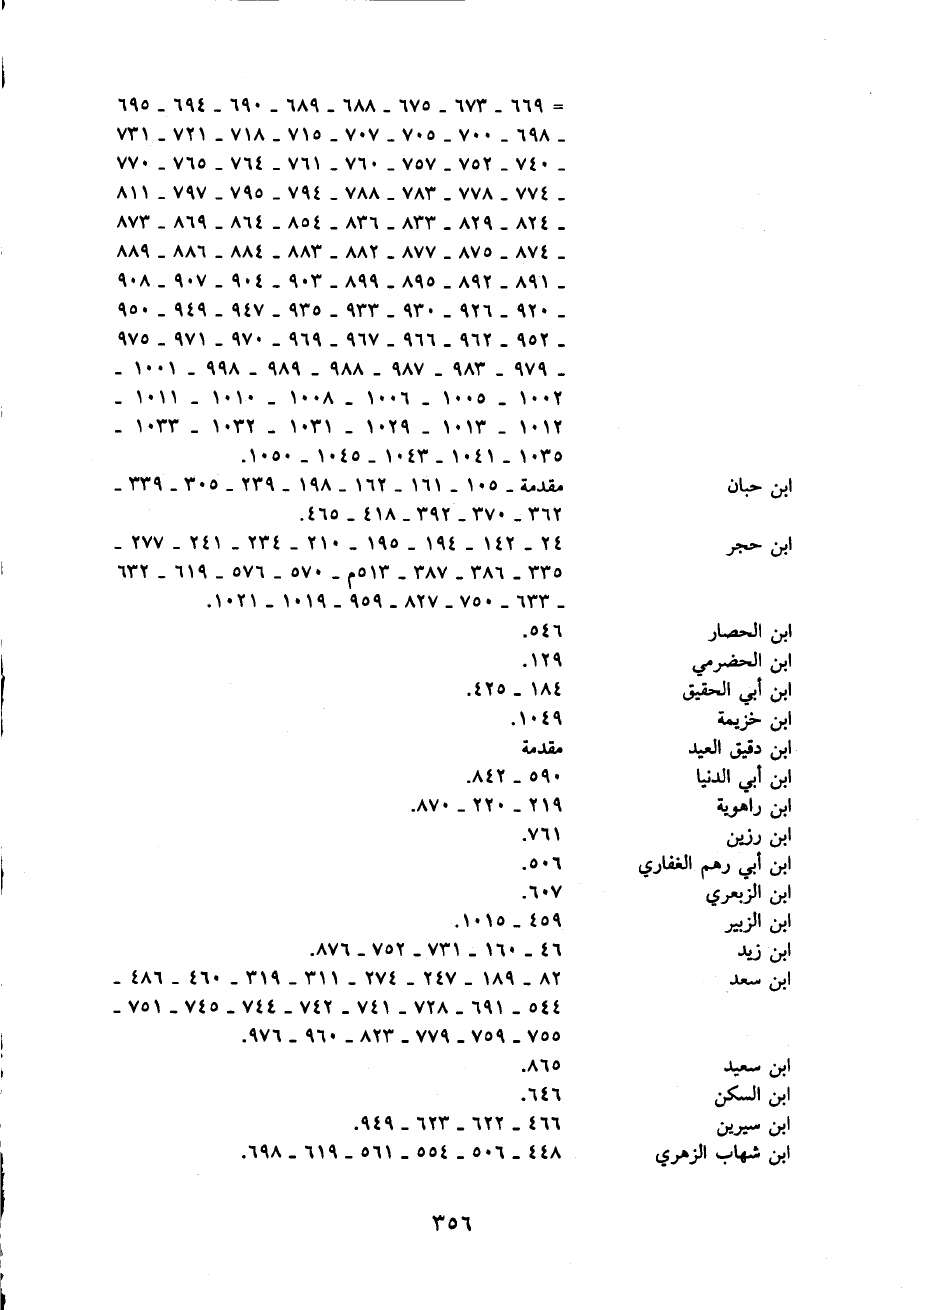 = ٦٦٩ ـ ٦٧٣ ـ ٦٧٥ ـ ٦٨٨ ـ ٦٨٩ ـ ٦٩٠ ـ ٦٩٤ ـ ٦٩٥
ـ ٦٩٨ ـ ٧٠٠ ـ ٧٠٥ ـ ٧٠٧ ـ ٧١٥ ـ ٧١٨ ـ ٧٢١ ـ ٧٣١
ـ ٧٤٠ ـ ٧٥٢ ـ ٧٥٧ ـ ٧٦٠ ـ ٧٦١ ـ ٧٦٤ ـ ٧٦٥ ـ ٧٧٠
ـ ٧٧٤ ـ ٧٧٨ ـ ٧٨٣ ـ ٧٨٨ ـ ٧٩٤ ـ ٧٩٥ ـ ٧٩٧ ـ ٨١١
ـ ٨٢٤ ـ ٨٢٩ ـ ٨٣٣ ـ ٨٣٦ ـ ٨٥٤ ـ ٨٦٤ ـ ٨٦٩ ـ ٨٧٣
ـ ٨٧٤ ـ ٨٧٥ ـ ٨٧٧ ـ ٨٨٢ ـ ٨٨٣ ـ ٨٨٤ ـ ٨٨٦ ـ ٨٨٩
ـ ٨٩١ ـ ٨٩٢ ـ ٨٩٥ ـ ٨٩٩ ـ ٩٠٣ ـ ٩٠٤ ـ ٩٠٧ ـ ٩٠٨
ـ ٩٢٠ ـ ٩٢٦ ـ ٩٣٠ ـ ٩٣٣ ـ ٩٣٥ ـ ٩٤٧ ـ ٩٤٩ ـ ٩٥٠
ـ ٩٥٢ ـ ٩٦٢ ـ ٩٦٦ ـ ٩٦٧ ـ ٩٦٩ ـ ٩٧٠ ـ ٩٧١ ـ ٩٧٥
ـ ٩٧٩ ـ ٩٨٣ ـ ٩٨٧ ـ ٩٨٨ ـ ٩٨٩ ـ ٩٩٨ ـ ١٠٠١ ـ
١٠٠٢ ـ ١٠٠٥ ـ ١٠٠٦ ـ ١٠٠٨ ـ ١٠١٠ ـ ١٠١١ ـ
١٠١٢ ـ ١٠١٣ ـ ١٠٢٩ ـ ١٠٣١ ـ ١٠٣٢ ـ ١٠٣٣ ـ
١٠٣٥ ـ ١٠٤١ ـ ١٠٤٣ ـ ١٠٤٥ ـ ١٠٥٠.
ابن حبان مقدمة ـ ١٠٥ ـ ١٦١ ـ ١٦٢ ـ ١٩٨ ـ ٢٣٩ ـ ٣٠٥ ـ ٣٣٩ ـ
٣٦٢ ـ ٣٧٠ ـ ٣٩٢ ـ ٤١٨ ـ ٤٦٥.
ابن حجر ٢٤ ـ ١٤٢ ـ ١٩٤ ـ ١٩٥ ـ ٢١٠ ـ ٢٣٤ ـ ٢٤١ ـ ٢٧٧ ـ
٣٣٥ ـ ٣٨٦ ـ ٣٨٧ ـ ٥١٣م ـ ٥٧٠ ـ ٥٧٦ ـ ٦١٩ ـ ٦٣٢
ـ ٦٣٣ ـ ٧٥٠ ـ ٨٢٧ ـ ٩٥٩ ـ ١٠١٩ ـ ١٠٢١.
ابن الحصار ٥٤٦.
ابن الحضرمي ١٢٩.
ابن أبي الحقيق ١٨٤ ـ ٤٢٥.
ابن خزيمة ١٠٤٩.
ابن دقيق العيد مقدمة
ابن أبي الدنيا ٥٩٠ ـ ٨٤٢.
ابن راهوية ٢١٩ ـ ٢٢٠ ـ ٨٧٠.
ابن رزين ٧٦١.
ابن أبي رهم الغفاري ٥٠٦.
ابن الزبعري ٦٠٧.
ابن الزبير ٤٥٩ ـ ١٠١٥.
ابن زيد ٤٦ ـ ١٦٠ ـ ٧٣١ ـ ٧٥٢ ـ ٨٧٦.
ابن سعد ٨٢ ـ ١٨٩ ـ ٢٤٧ ـ ٢٧٤ ـ ٣١١ ـ ٣١٩ ـ ٤٦٠ ـ ٤٨٦ ـ
٥٤٤ ـ ٦٩١ ـ ٧٢٨ ـ ٧٤١ ـ ٧٤٢ ـ ٧٤٤ ـ ٧٤٥ ـ ٧٥١ ـ
٧٥٥ ـ ٧٥٩ ـ ٧٧٩ ـ ٨٢٣ ـ ٩٦٠ ـ ٩٧٦.
ابن سعيد ٨٦٥.
ابن السكن ٦٤٦.
ابن سيرين ٤٦٦ ـ ٦٢٢ ـ ٦٢٣ ـ ٩٤٩.
ابن شهاب الزهري ٤٤٨ ـ ٥٠٦ ـ ٥٥٤ ـ ٥٦١ ـ ٦١٩ ـ ٦٩٨.
٣٥٦